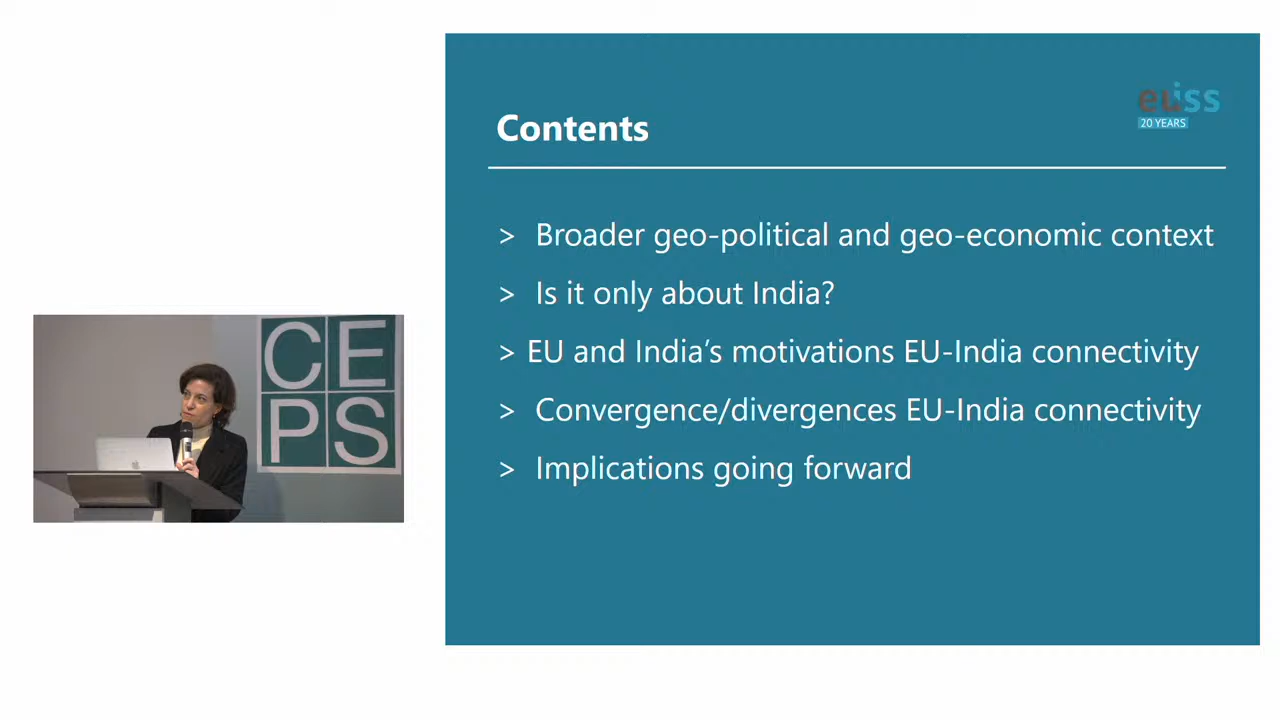 CE
PS
euiss
20 YEARS
Contents
> Broader geo-political and geo-economic context
> Is it only about India?
> EU and India’s motivations EU-India connectivity
> Convergence/divergences EU-India connectivity
> Implications going forward